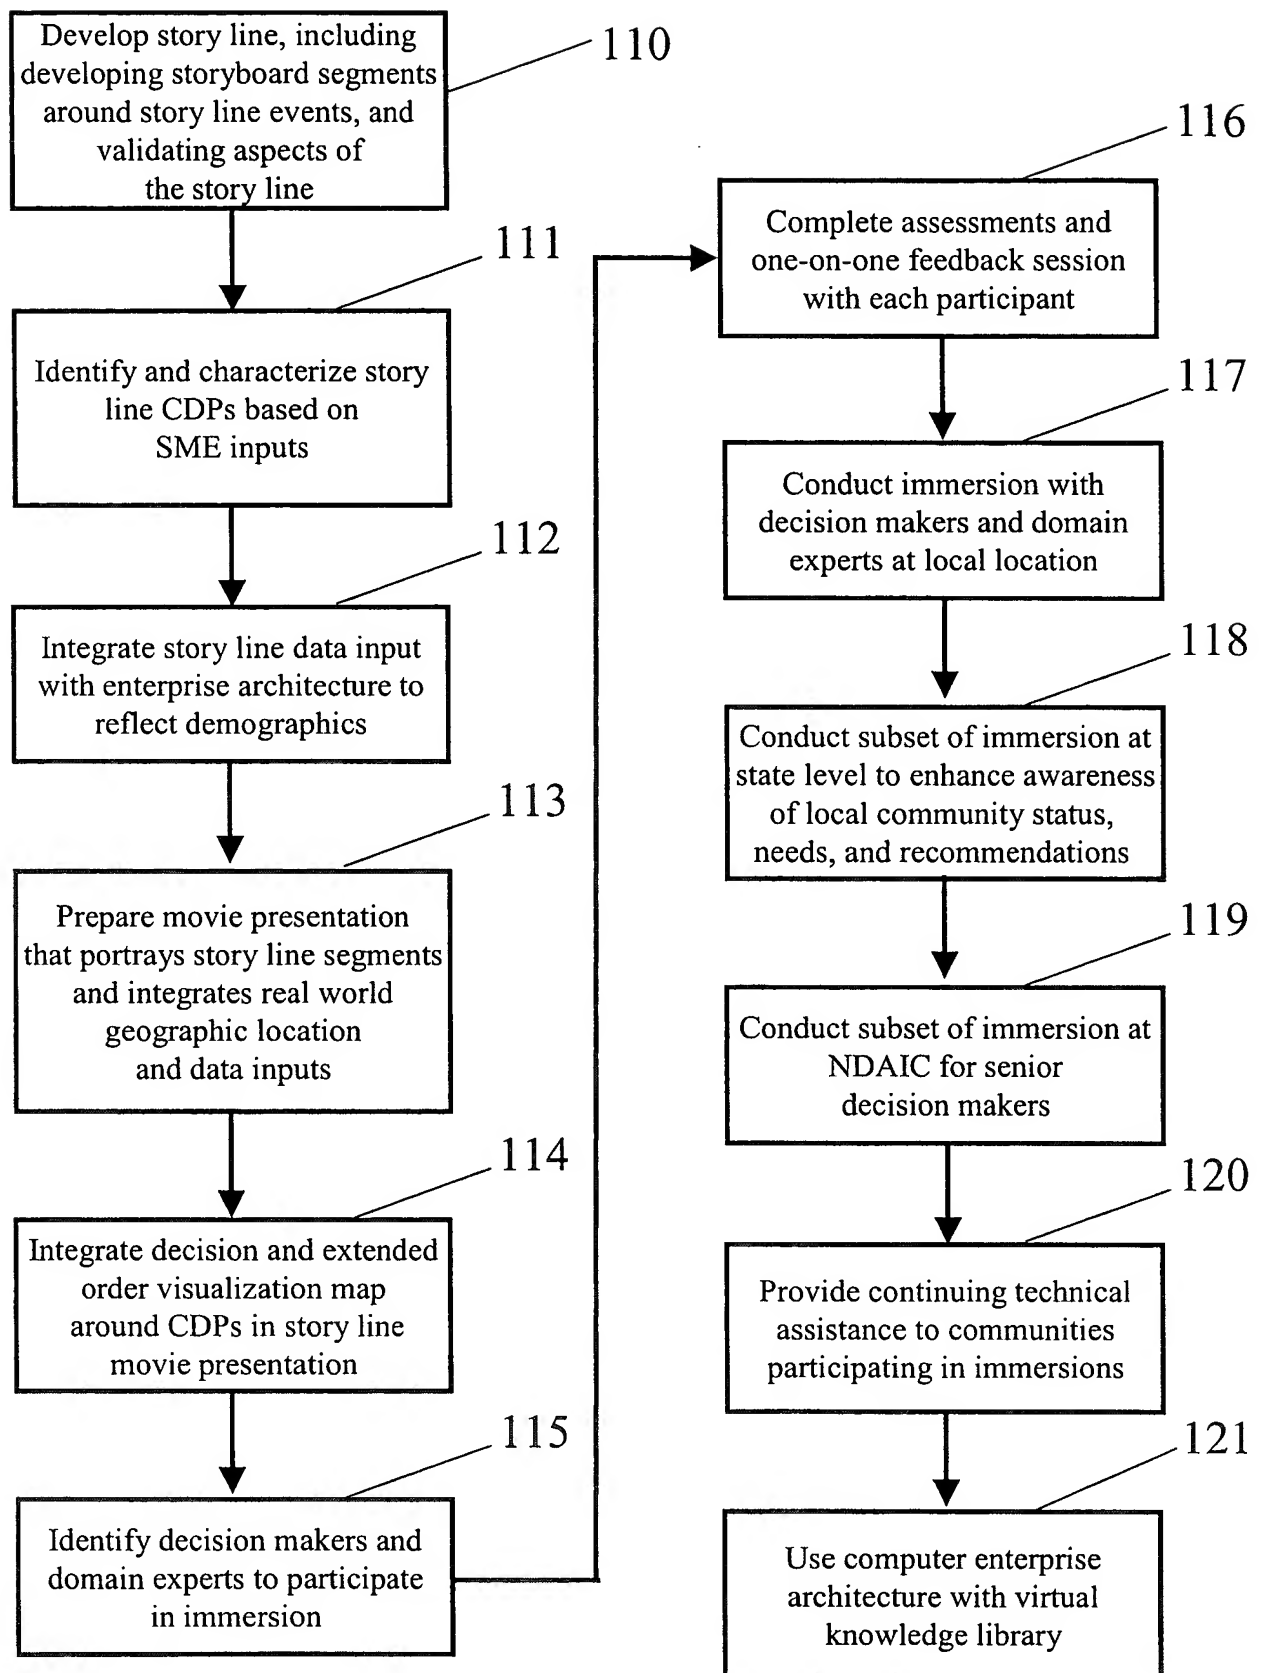 Develop story line, including
developing storyboard segments
around story line events, and
validating aspects of
the story line
110
111
Identify and characterize story
line CDPs based on
SME inputs
112
Integrate story line data input
with enterprise architecture to
reflect demographics
113
Prepare movie presentation
that portrays story line segments
and integrates real world
geographic location
and data inputs
114
Integrate decision and extended
order visualization map
around CDPs in story line
movie presentation
115
Identify decision makers and
domain experts to participate
in immersion
116
Complete assessments and
one-on-one feedback session
with each participant
117
Conduct immersion with
decision makers and domain
experts at local location
118
Conduct subset of immersion at
state level to enhance awareness
of local community status,
needs, and recommendations
119
Conduct subset of immersion at
NDAIC for senior
decision makers
120
Provide continuing technical
assistance to communities
participating in immersions
121
Use computer enterprise
architecture with virtual
knowledge library